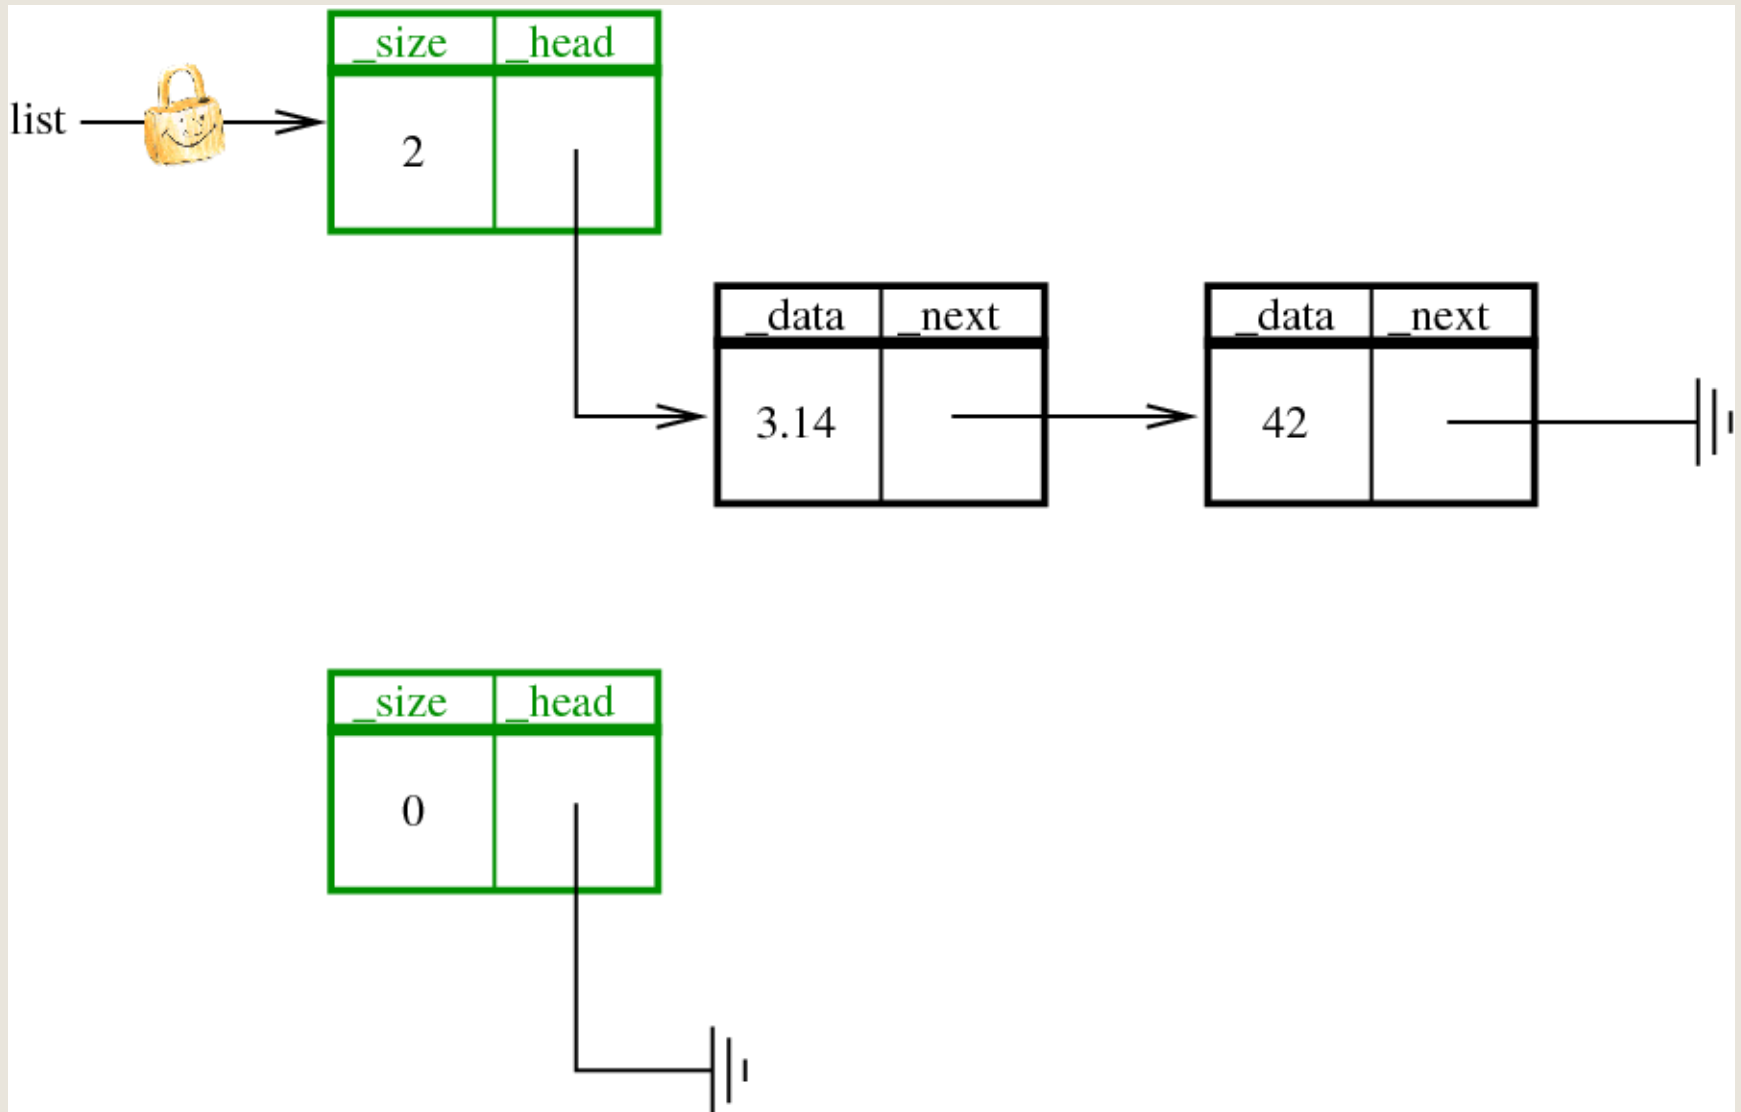 _size _head
list
2
_data _next _data _next
3.14 42
_size _head
0